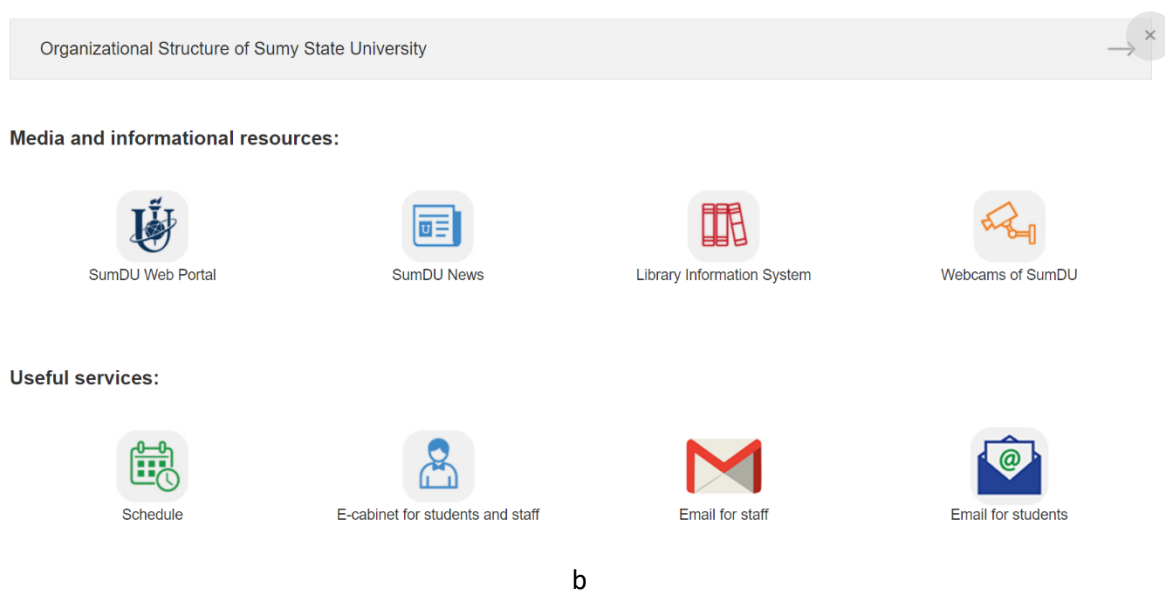 Organizational Structure of Sumy State University
Media and informational resources:
SumDU Web Portal
SumDU News
Library Information System
Webcams of SumDU
Useful services:
Schedule
E-cabinet for students and staff
Email for staff
Email for students
b